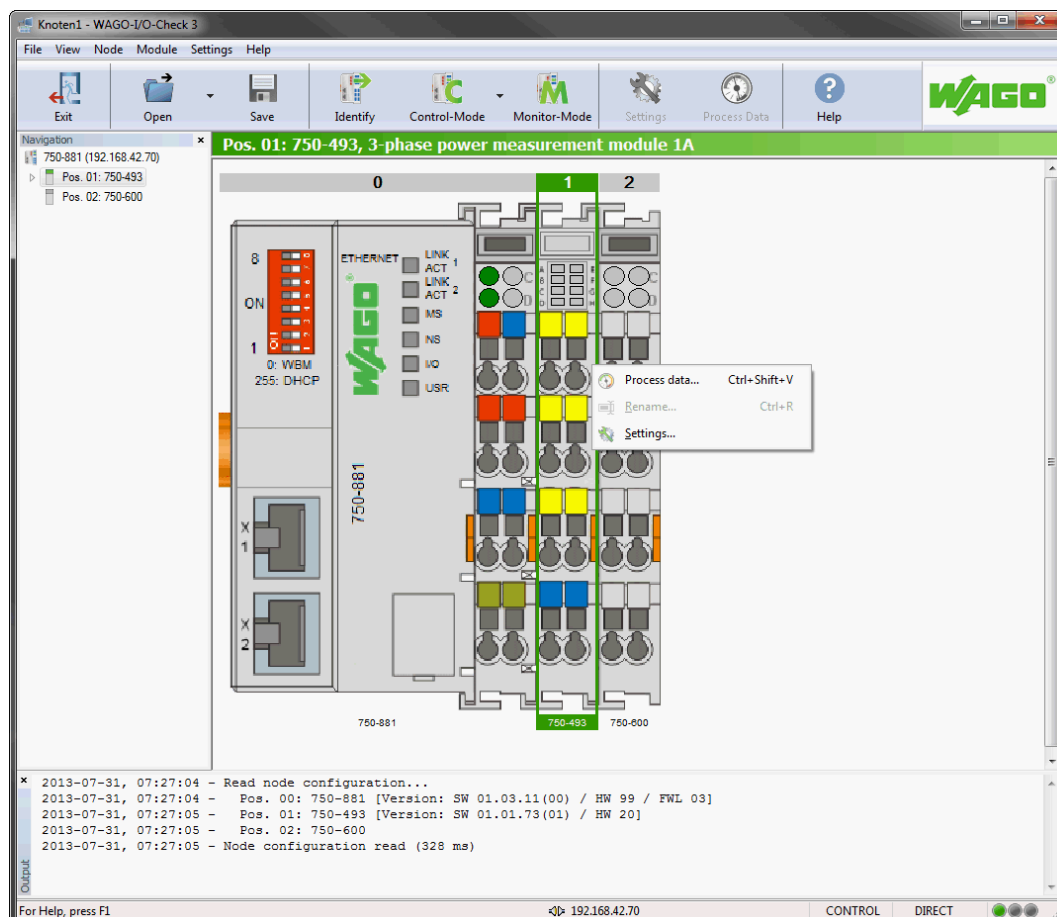 Knoten1 - WAGO-I/O-Check 3
File View Node Module Settings Help
Exit Open Save Identify Control-Mode Monitor-Mode Settings Process Data Help
WAGO®
Navigation
750-881 (192.168.42.70)
Pos. 01: 750-493
Pos. 02: 750-600
Pos. 01: 750-493, 3-phase power measurement module 1A
0 1 2
8
ON
1
ON
0: WBM
255: DHCP
ETHERNET
LINK
ACT 1
LINK
ACT 2
MS
NS
I/O
USR
WAGO
750-881
X
1
X
2
C
D
A
B
C
D
E
F
G
H
C
D
Process data... Ctrl+Shift+V
Rename... Ctrl+R
Settings...
750-881 750-493 750-600
2013-07-31, 07:27:04 - Read node configuration...
2013-07-31, 07:27:04 - Pos. 00: 750-881 [Version: SW 01.03.11(00) / HW 99 / FWL 03]
2013-07-31, 07:27:05 - Pos. 01: 750-493 [Version: SW 01.01.73(01) / HW 20]
2013-07-31, 07:27:05 - Pos. 02: 750-600
2013-07-31, 07:27:05 - Node configuration read (328 ms)
Output
For Help, press F1 192.168.42.70 CONTROL DIRECT